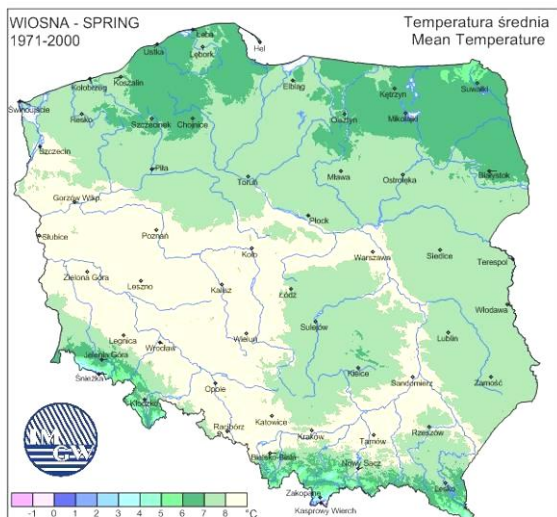 WIOSNA - SPRING
1971-2000
Temperatura średnia
Mean Temperature
Łeba
Hel
Ustka
Lębork
Koszalin
Kołobrzeg
Elbląg
Kętrzyn
Suwałki
Świnoujście
Resko
Szczecinek
Chojnice
Olsztyn
Mikołajki
Szczecin
Piła
Toruń
Mława
Ostrołęka
Białystok
Gorzów Wlkp.
Płock
Słubice
Poznań
Koło
Warszawa
Siedlce
Terespol
Zielona Góra
Leszno
Kalisz
Łódź
Włodawa
Sulejów
Legnica
Wrocław
Wieluń
Lublin
Jelenia Góra
Śnieżka
Kielce
Sandomierz
Zamość
Opole
Kłodzko
Katowice
Racibórz
Kraków
Tarnów
Rzeszów
Bielsko-Biała
Nowy Sącz
Lesko
Zakopane
Kasprowy Wierch
IM
GW
-1 0 1 2 3 4 5 6 7 8 °C